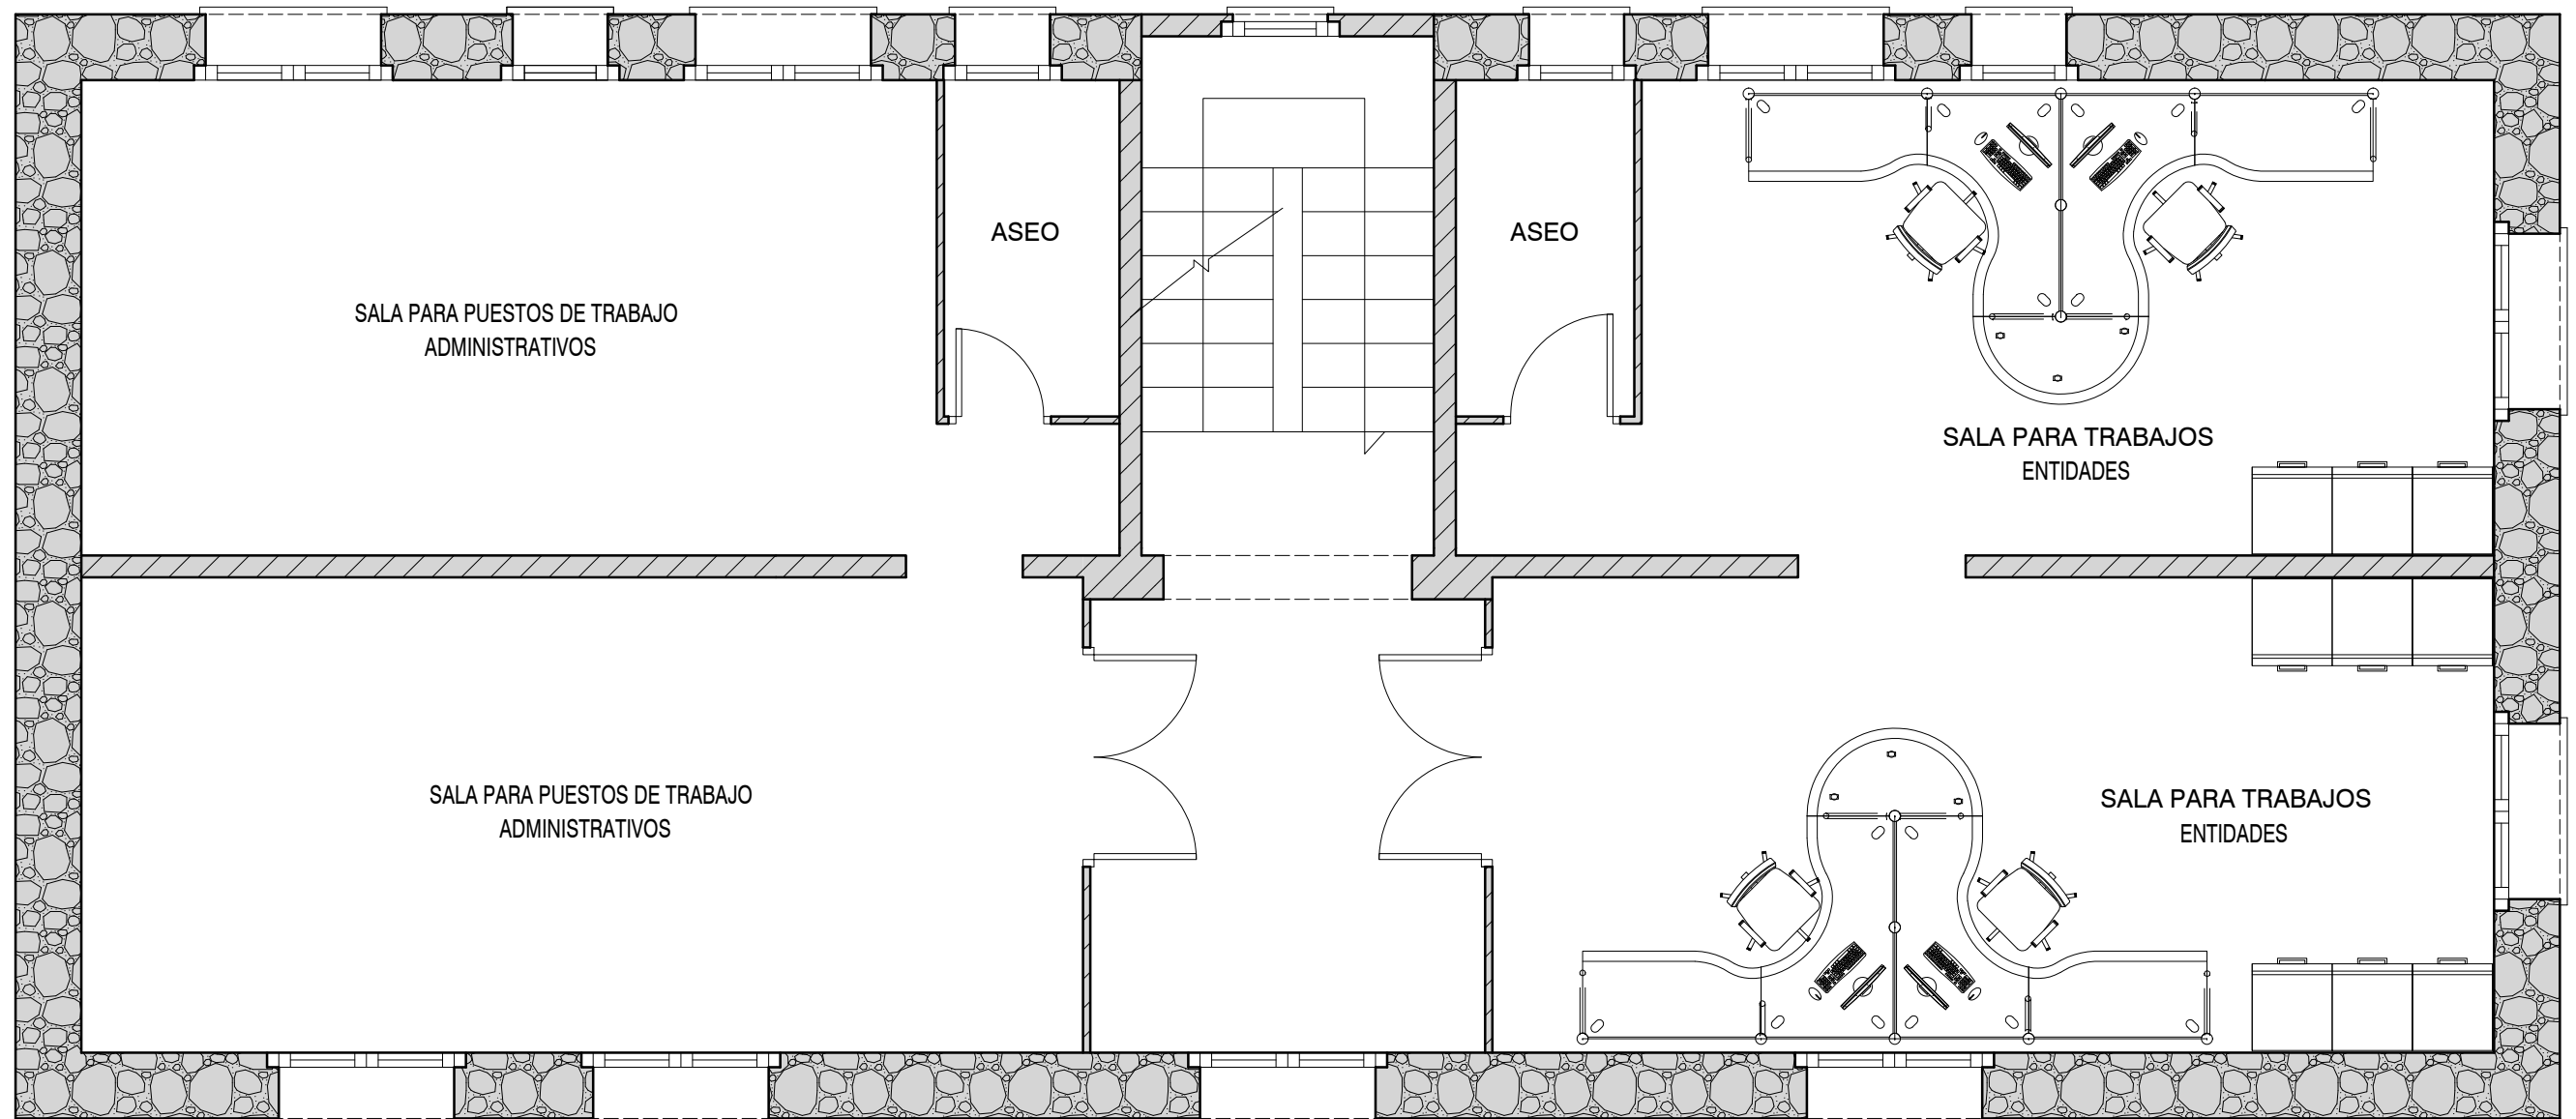 ASEO
ASEO
SALA PARA PUESTOS DE TRABAJO
ADMINISTRATIVOS
SALA PARA TRABAJOS
ENTIDADES
SALA PARA PUESTOS DE TRABAJO
ADMINISTRATIVOS
SALA PARA TRABAJOS
ENTIDADES